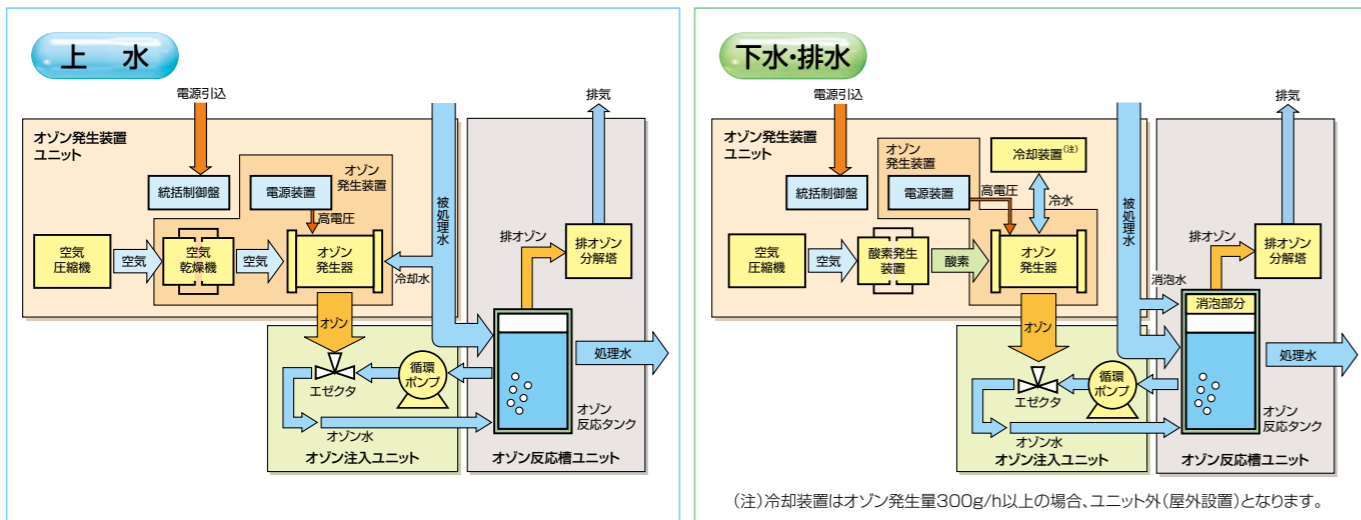 上 水
電源引込
排気
オゾン発生装置
ユニット
オゾン
発生装置
統括制御盤
電源装置
高電圧
被処理水
空気
圧縮機
空気
空気
乾燥機
空気
オゾン
発生器
冷却水
排オゾン
排オゾン
分解塔
オゾン
処理水
循環
ポンプ
エゼクタ
オゾン水
オゾン
反応タンク
オゾン注入ユニット
オゾン反応槽ユニット
下水・排水
電源引込
排気
オゾン発生装置
ユニット
オゾン
発生装置
冷却装置(注)
統括制御盤
電源装置
高電圧
冷水
被処理水
空気
圧縮機
空気
酸素発生
装置
酸素
オゾン
発生器
排オゾン
排オゾン
分解塔
消泡水
消泡部分
オゾン
処理水
循環
ポンプ
エゼクタ
オゾン水
オゾン
反応タンク
オゾン注入ユニット
オゾン反応槽ユニット
(注)冷却装置はオゾン発生量300g/h以上の場合、ユニット外(屋外設置)となります。